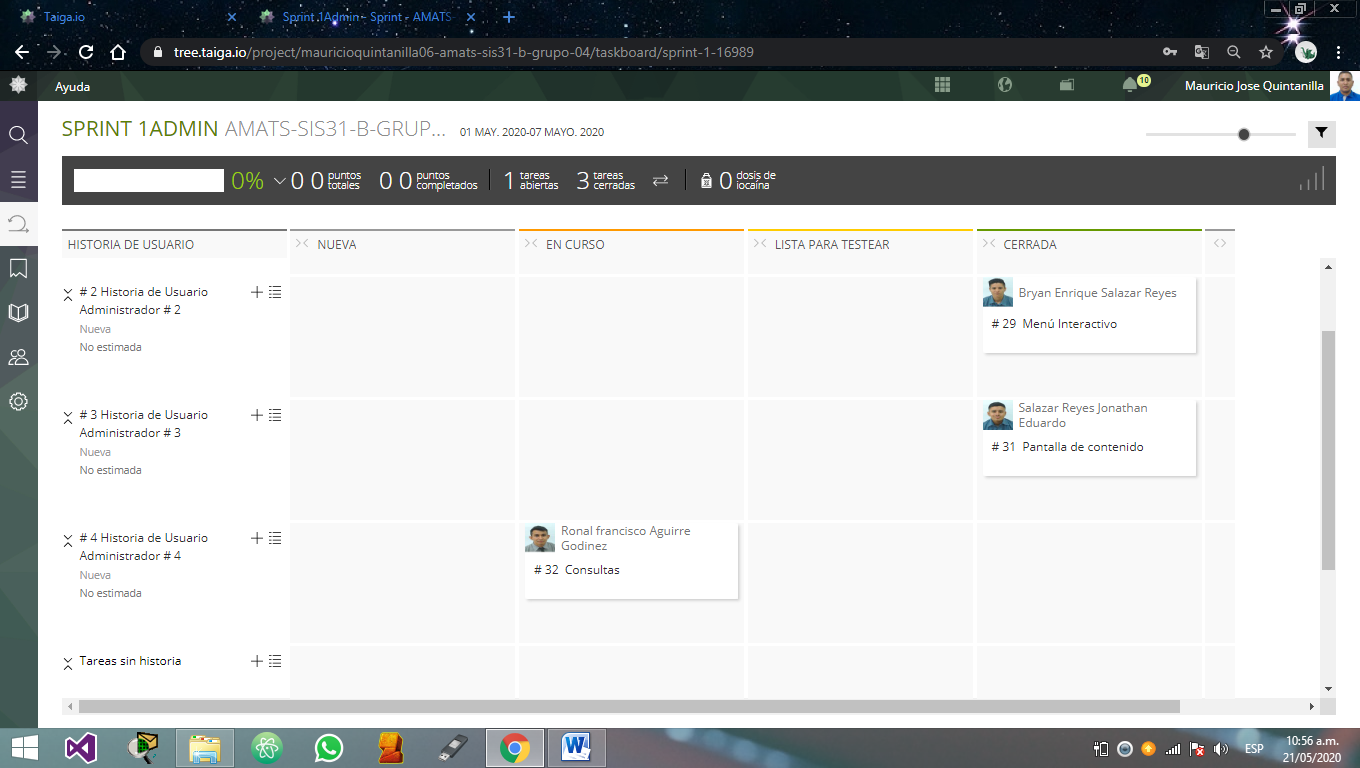 Taiga.io
Sprint 1Admin - Sprint - AMATS
tree.taiga.io/project/mauricioquintanilla06-amats-sis31-b-grupo-04/taskboard/sprint-1-16989
Ayuda
10
Mauricio Jose Quintanilla
SPRINT 1ADMIN AMATS-SIS31-B-GRUP... 01 MAY. 2020-07 MAYO. 2020
0% 0 0 puntos totales 0 0 puntos completados 1 tareas abiertas 3 tareas cerradas 0 dosis de iocaína
HISTORIA DE USUARIO NUEVA EN CURSO LISTA PARA TESTEAR CERRADA
# 2 Historia de Usuario
Administrador # 2
Nueva
No estimada
Bryan Enrique Salazar Reyes
# 29 Menú Interactivo
# 3 Historia de Usuario
Administrador # 3
Nueva
No estimada
Salazar Reyes Jonathan
Eduardo
# 31 Pantalla de contenido
# 4 Historia de Usuario
Administrador # 4
Nueva
No estimada
Ronal francisco Aguirre
Godinez
# 32 Consultas
Tareas sin historia
ESP
10:56 a.m.
21/05/2020